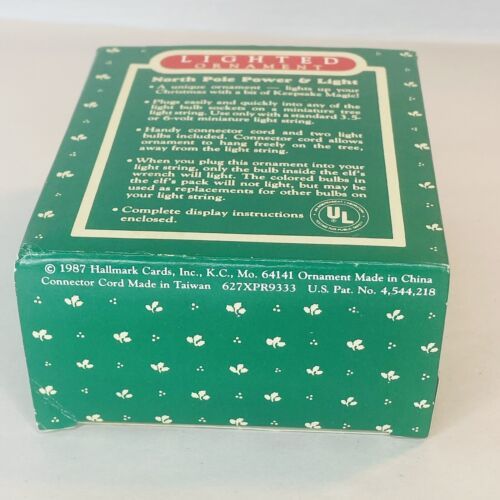 LIGHTED
ORNAMENT
North Pole Power & Light
• A unique ornament — lights up your
Christmas with a bit of Keepsake Magic!
• Plugs easily and quickly into any of the
light bulb sockets on a miniature tree
light string. Use only with a standard 3.5-
or 6-volt miniature light string.
• Handy connector cord and two light
bulbs included. Connector cord allows
ornament to hang freely on the tree,
away from the light string.
• When you plug this ornament into your
light string, only the bulb inside the elf's
wrench will light. The colored bulbs in
the elf's pack will not light, but may be
used as replacements for other bulbs on
your light string.
• Complete display instructions
enclosed.
UL
© 1987 Hallmark Cards, Inc., K.C., Mo. 64141 Ornament Made in China
Connector Cord Made in Taiwan 627XPR9333 U.S. Pat. No. 4,544,218